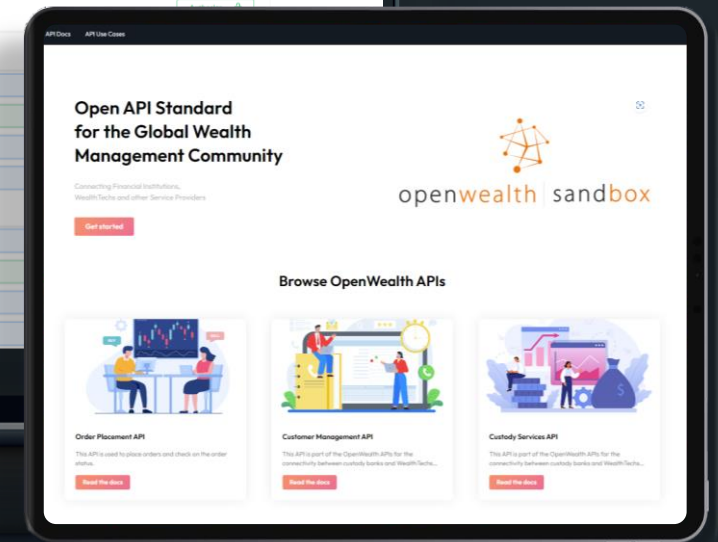 API Docs API Use Cases
Open API Standard
for the Global Wealth
Management Community
Connecting Financial Institutions,
WealthTechs and other Service Providers
Get started
openwealth sandbox
Browse OpenWealth APIs
Order Placement API
This API is used to place orders and check on the order
status.
Read the docs
Customer Management API
This API is part of the OpenWealth APIs for the
connectivity between custody banks and WealthTechs...
Read the docs
Custody Services API
This API is part of the OpenWealth APIs for the
connectivity between custody banks and WealthTechs...
Read the docs